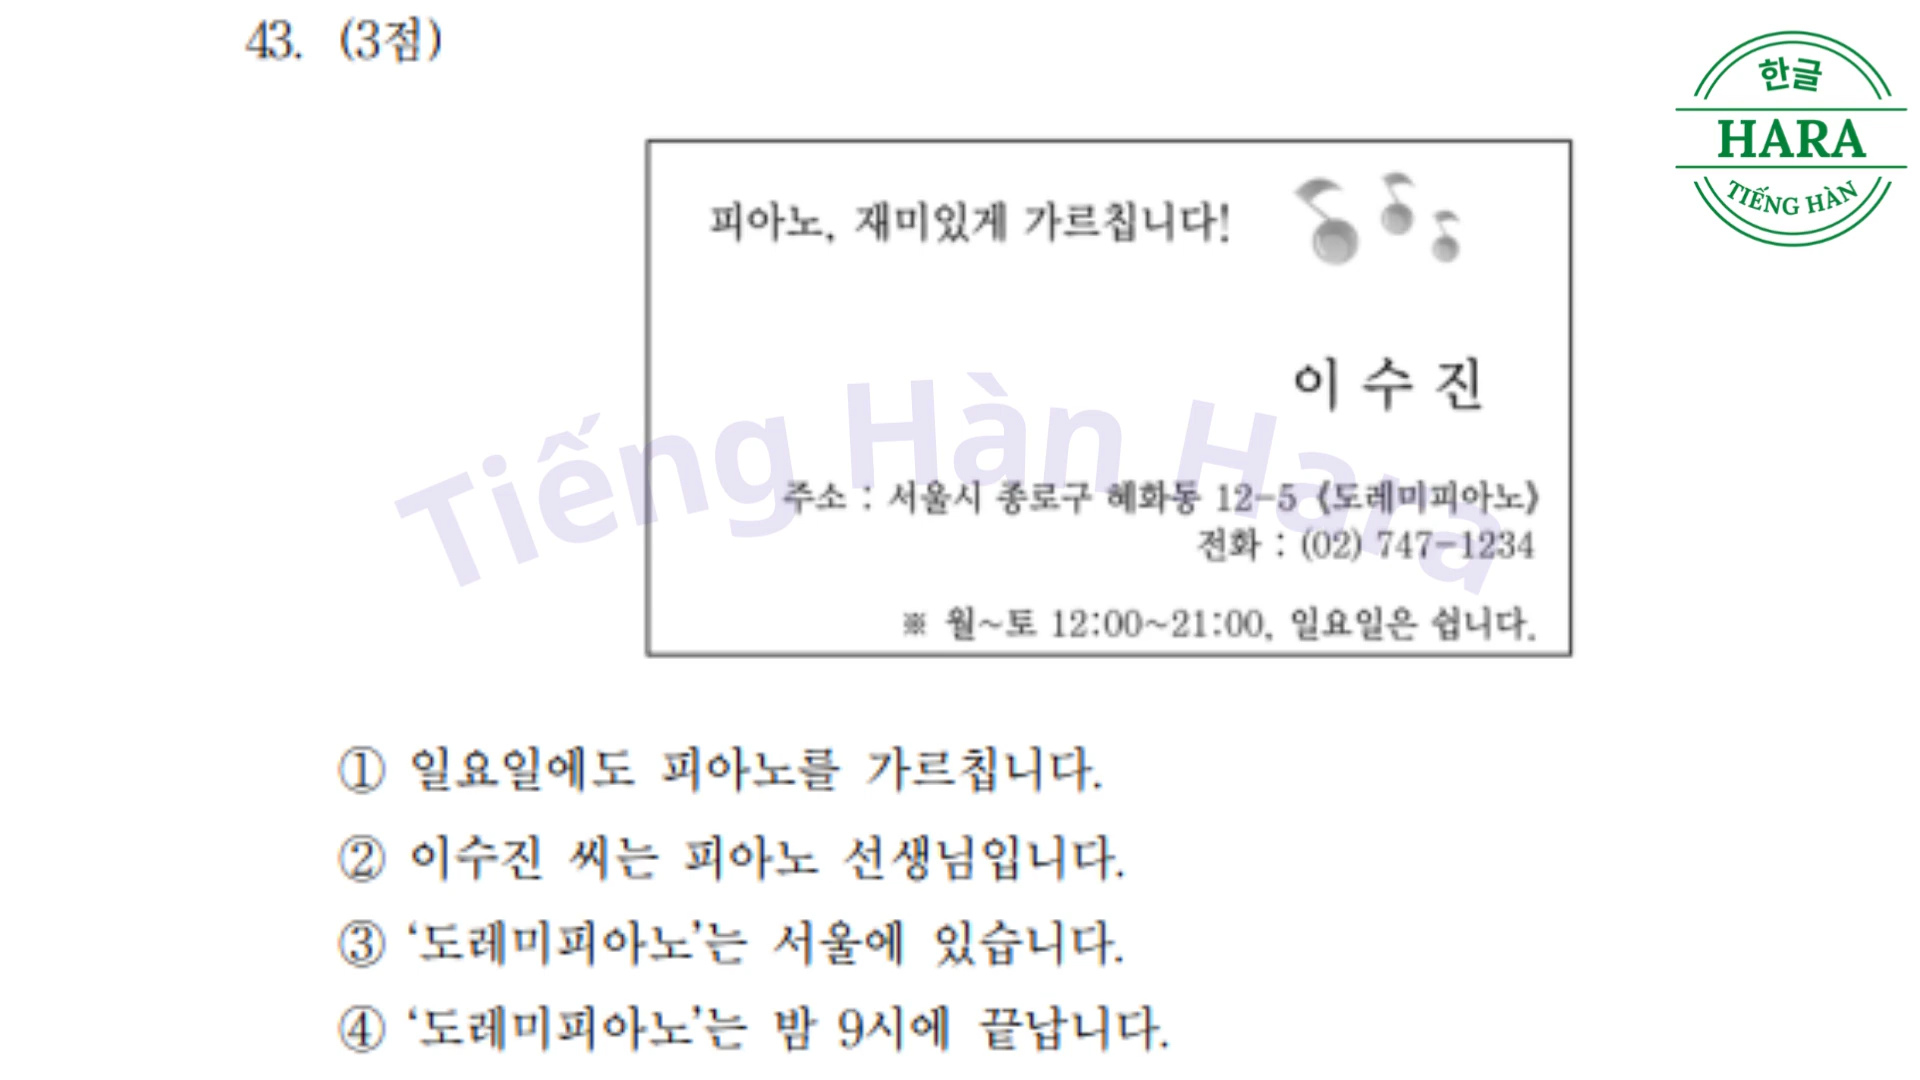 43. (3점)
한글
HARA
TIẾNG HÀN
피아노, 재미있게 가르칩니다!
이 수 진
Tiếng Hàn Hara
주소 : 서울시 종로구 혜화동 12-5 《도레미피아노》
전화 : (02) 747-1234
※ 월~토 12:00~21:00, 일요일은 쉽니다.
① 일요일에도 피아노를 가르칩니다.
② 이수진 씨는 피아노 선생님입니다.
③ ‘도레미피아노’는 서울에 있습니다.
④ ‘도레미피아노’는 밤 9시에 끝납니다.